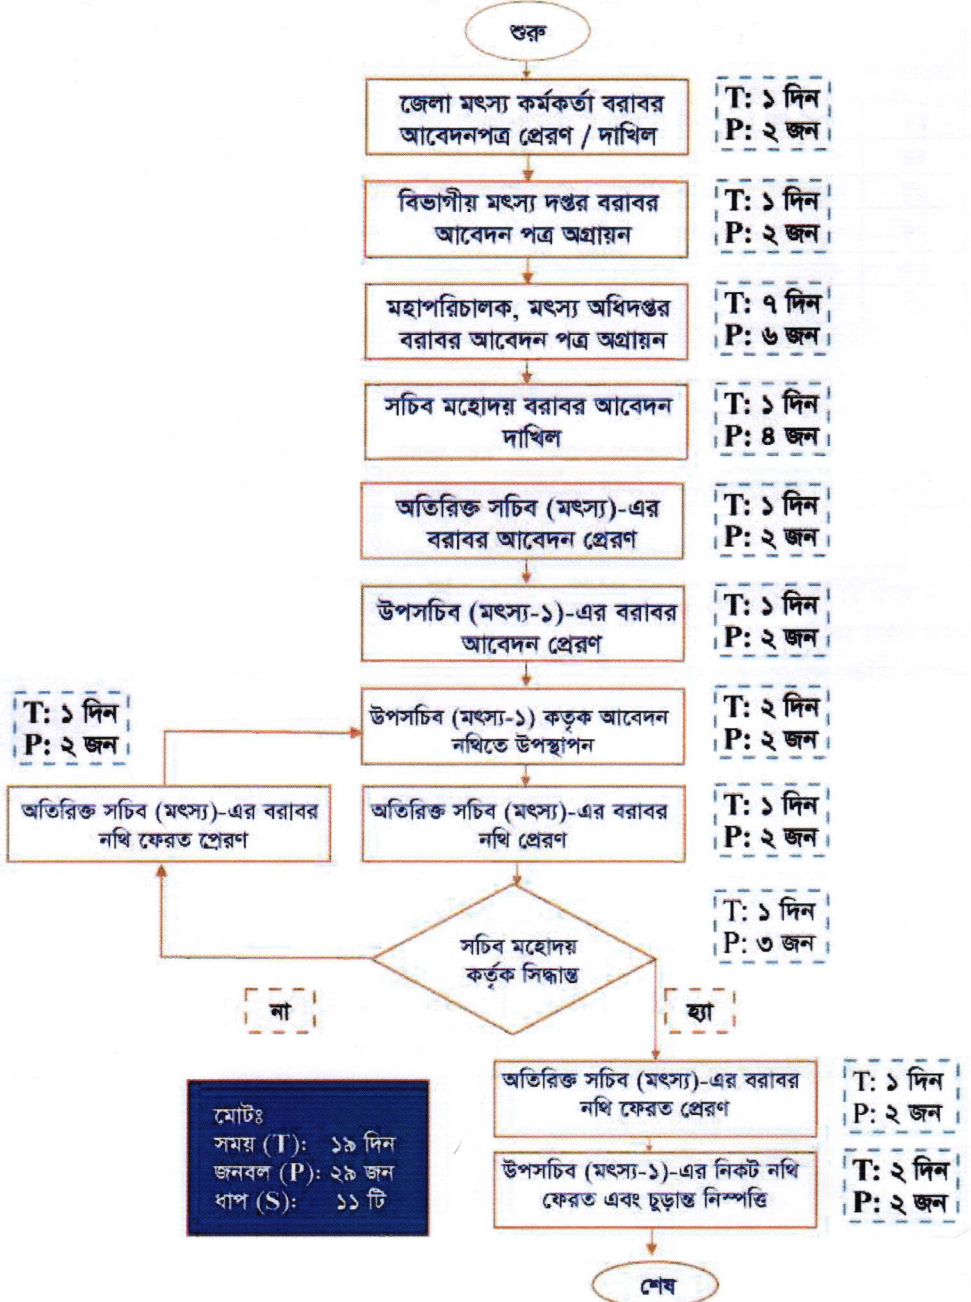 শুরু
জেলা মৎস্য কর্মকর্তা বরাবর
আবেদনপত্র প্রেরণ / দাখিল
T: ১ দিন
P: ২ জন
বিভাগীয় মৎস্য দপ্তর বরাবর
আবেদন পত্র অগ্রায়ন
T: ১ দিন
P: ২ জন
মহাপরিচালক, মৎস্য অধিদপ্তর
বরাবর আবেদন পত্র অগ্রায়ন
T: ৭ দিন
P: ৬ জন
সচিব মহোদয় বরাবর আবেদন
দাখিল
T: ১ দিন
P: ৪ জন
অতিরিক্ত সচিব (মৎস্য)-এর
বরাবর আবেদন প্রেরণ
T: ১ দিন
P: ২ জন
উপসচিব (মৎস্য-১)-এর বরাবর
আবেদন প্রেরণ
T: ১ দিন
P: ২ জন
T: ১ দিন
P: ২ জন
উপসচিব (মৎস্য-১) কতৃক আবেদন
নথিতে উপস্থাপন
T: ২ দিন
P: ২ জন
অতিরিক্ত সচিব (মৎস্য)-এর বরাবর
নথি ফেরত প্রেরণ
অতিরিক্ত সচিব (মৎস্য)-এর বরাবর
নথি প্রেরণ
T: ১ দিন
P: ২ জন
সচিব মহোদয়
কর্তৃক সিদ্ধান্ত
T: ১ দিন
P: ৩ জন
না
হ্যা
অতিরিক্ত সচিব (মৎস্য)-এর বরাবর
নথি ফেরত প্রেরণ
T: ১ দিন
P: ২ জন
মোটঃ
সময় (T): ১৯ দিন
জনবল (P): ২৯ জন
ধাপ (S): ১১ টি
উপসচিব (মৎস্য-১)-এর নিকট নথি
ফেরত এবং চুড়ান্ত নিস্পত্তি
T: ২ দিন
P: ২ জন
শেষ